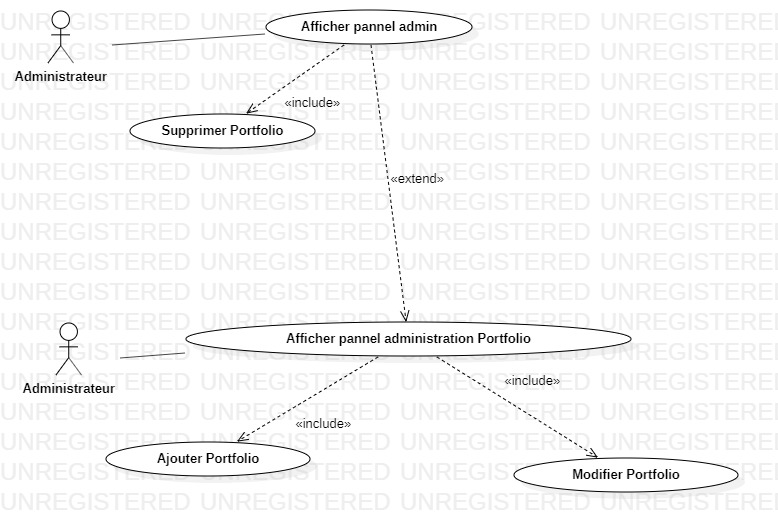 Afficher pannel admin
Administrateur
«include»
Supprimer Portfolio
«extend»
Afficher pannel administration Portfolio
Administrateur
«include»
«include»
Ajouter Portfolio
Modifier Portfolio
UNREGISTERED UNREGISTERED UNREGISTERED UNREGISTERED